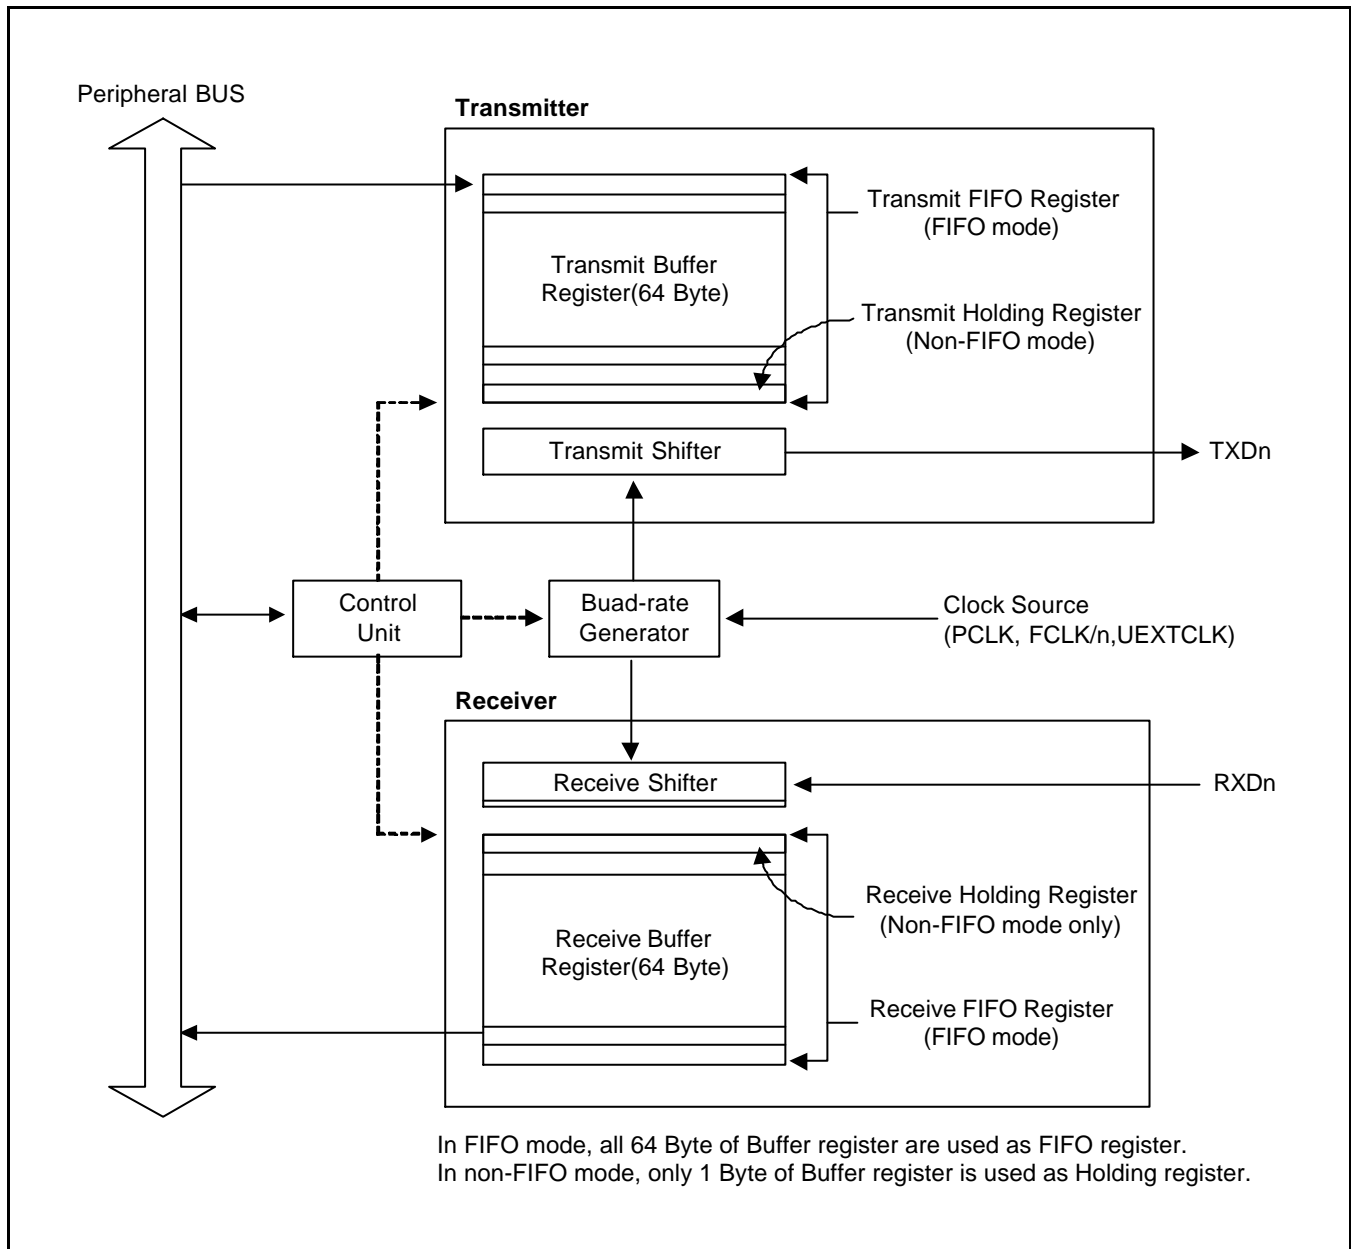 Peripheral BUS
Transmitter
Transmit FIFO Register
(FIFO mode)
Transmit Buffer
Register(64 Byte)
Transmit Holding Register
(Non-FIFO mode)
Transmit Shifter
TXDn
Control
Unit
Buad-rate
Generator
Clock Source
(PCLK, FCLK/n,UEXTCLK)
Receiver
Receive Shifter
RXDn
Receive Holding Register
(Non-FIFO mode only)
Receive Buffer
Register(64 Byte)
Receive FIFO Register
(FIFO mode)
In FIFO mode, all 64 Byte of Buffer register are used as FIFO register.
In non-FIFO mode, only 1 Byte of Buffer register is used as Holding register.